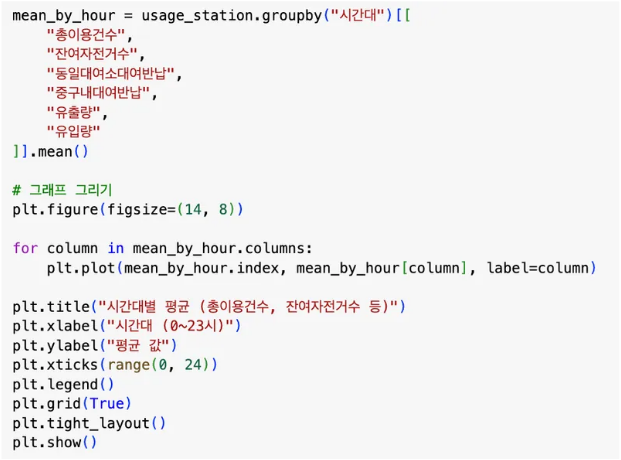 mean_by_hour = usage_station.groupby("시간대")[[
    "총이용건수",
    "잔여자전거수",
    "동일대여소대여반납",
    "중구내대여반납",
    "유출량",
    "유입량"
]].mean()

# 그래프 그리기
plt.figure(figsize=(14, 8))

for column in mean_by_hour.columns:
    plt.plot(mean_by_hour.index, mean_by_hour[column], label=column)

plt.title("시간대별 평균 (총이용건수, 잔여자전거수 등)")
plt.xlabel("시간대 (0~23시)")
plt.ylabel("평균 값")
plt.xticks(range(0, 24))
plt.legend()
plt.grid(True)
plt.tight_layout()
plt.show()